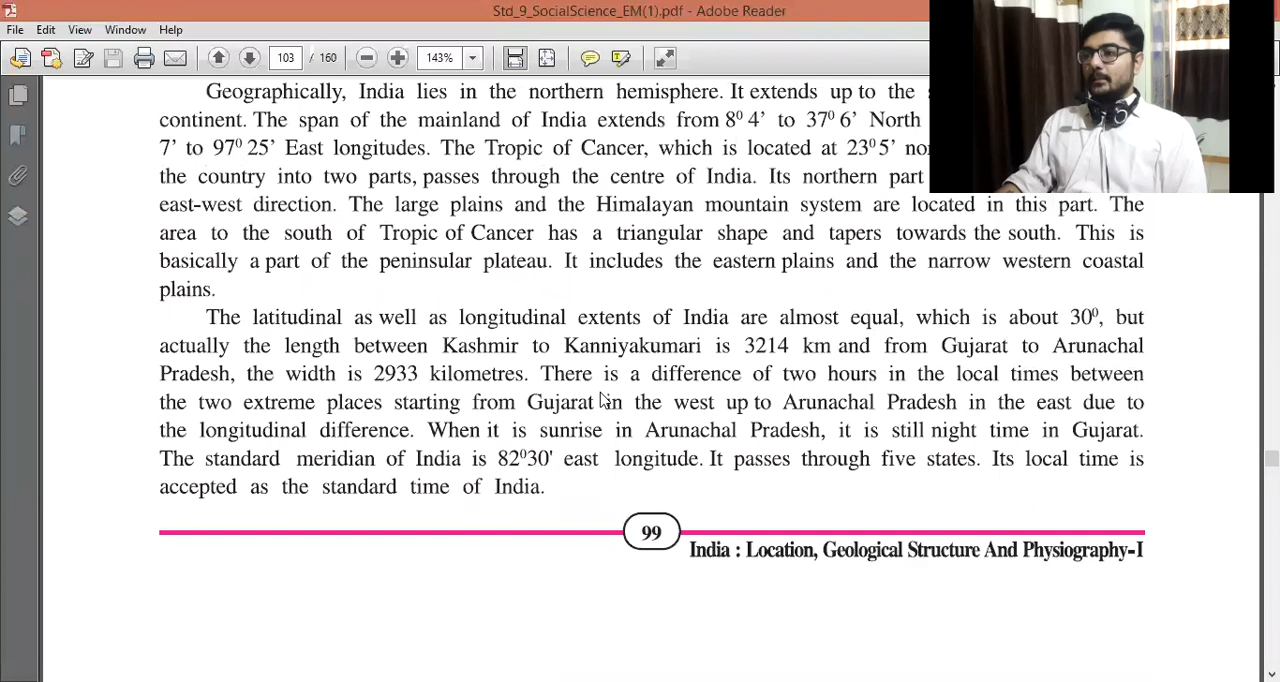 Std_9_SocialScience_EM(1).pdf - Adobe Reader
File Edit View Window Help
103 / 160 143%
Geographically, India lies in the northern hemisphere. It extends up to the
continent. The span of the mainland of India extends from 8⁰ 4’ to 37⁰ 6’ North
7’ to 97⁰ 25’ East longitudes. The Tropic of Cancer, which is located at 23⁰5’
the country into two parts, passes through the centre of India. Its northern part
east-west direction. The large plains and the Himalayan mountain system are located in this part. The
area to the south of Tropic of Cancer has a triangular shape and tapers towards the south. This is
basically a part of the peninsular plateau. It includes the eastern plains and the narrow western coastal
plains.
The latitudinal as well as longitudinal extents of India are almost equal, which is about 30⁰, but
actually the length between Kashmir to Kanniyakumari is 3214 km and from Gujarat to Arunachal
Pradesh, the width is 2933 kilometres. There is a difference of two hours in the local times between
the two extreme places starting from Gujarat in the west up to Arunachal Pradesh in the east due to
the longitudinal difference. When it is sunrise in Arunachal Pradesh, it is still night time in Gujarat.
The standard meridian of India is 82⁰30' east longitude. It passes through five states. Its local time is
accepted as the standard time of India.
99
India : Location, Geological Structure And Physiography-I